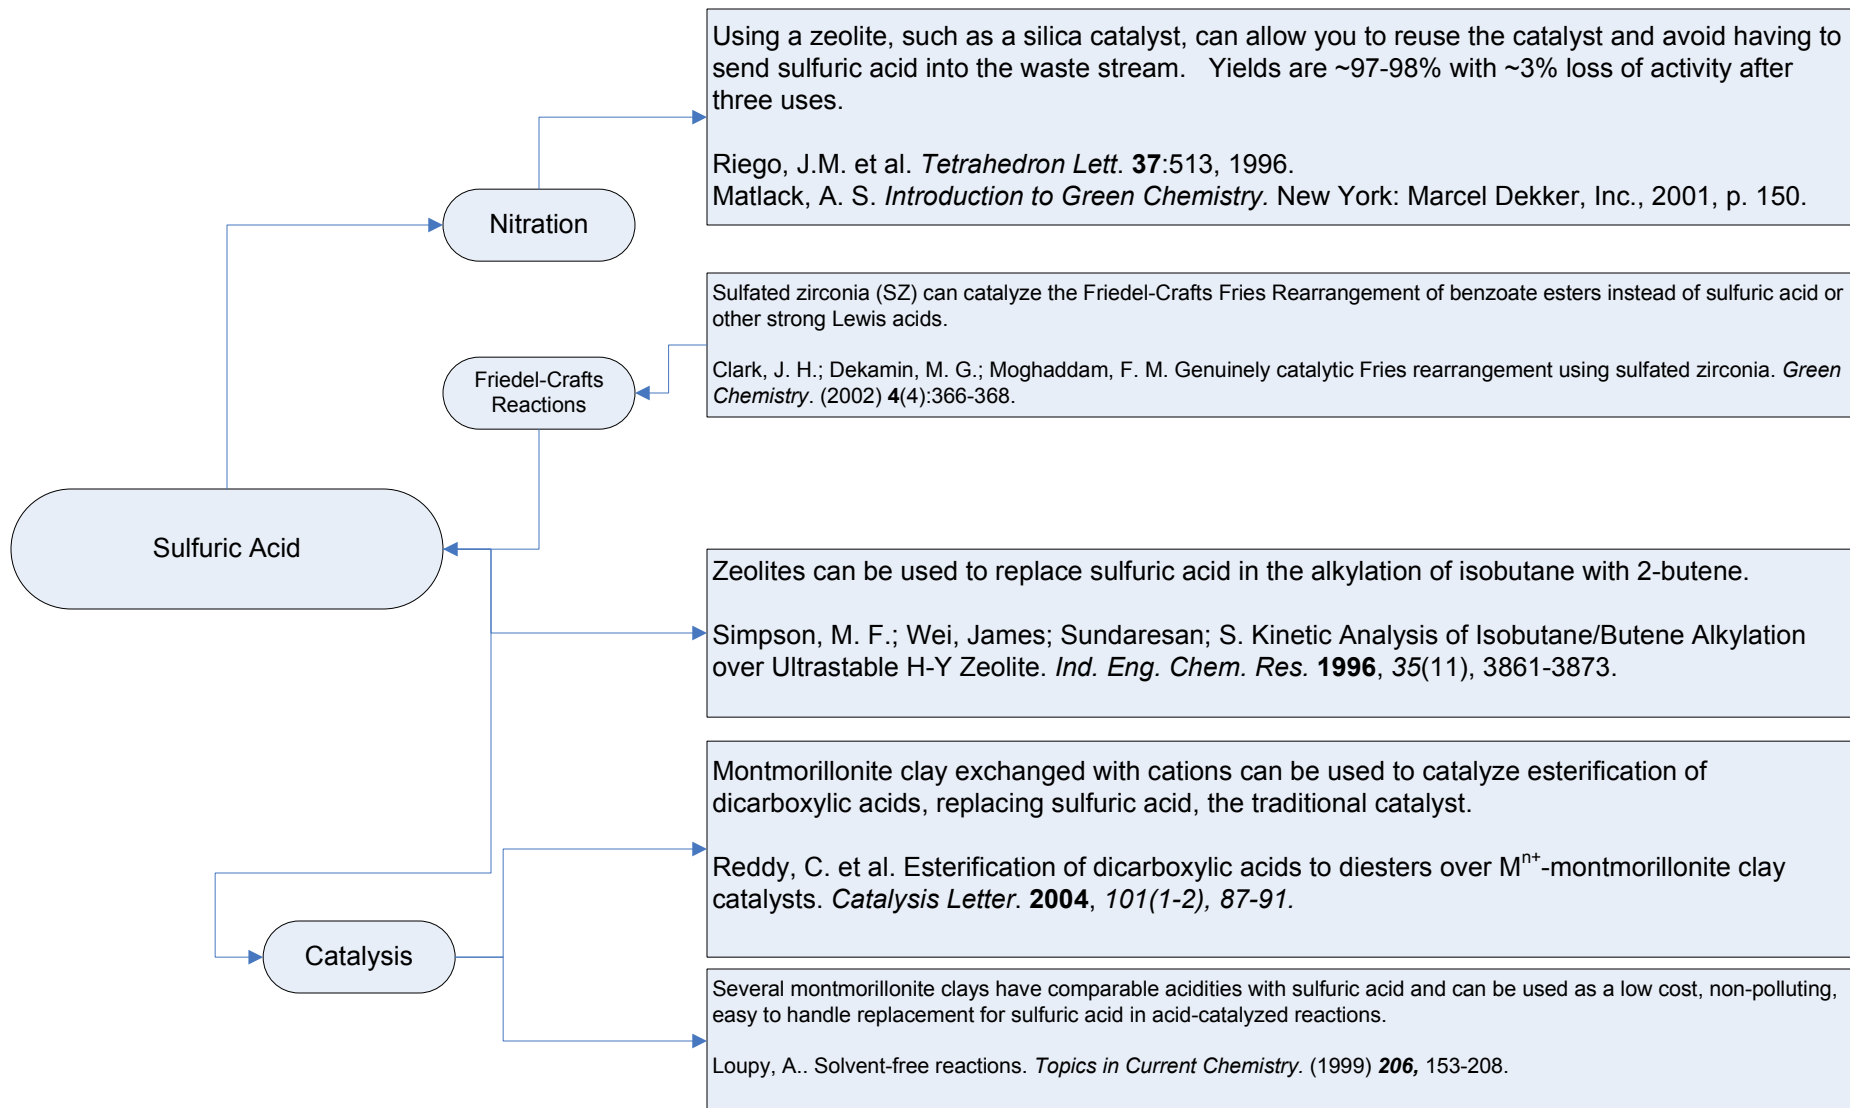 Using a zeolite, such as a silica catalyst, can allow you to reuse the catalyst and avoid having to
send sulfuric acid into the waste stream.   Yields are ~97-98% with ~3% loss of activity after
three uses.
Riego, J.M. et al. Tetrahedron Lett. 37:513, 1996.
Matlack, A. S. Introduction to Green Chemistry. New York: Marcel Dekker, Inc., 2001, p. 150.
Nitration
Sulfated zirconia (SZ) can catalyze the Friedel-Crafts Fries Rearrangement of benzoate esters instead of sulfuric acid or
other strong Lewis acids.
Clark, J. H.; Dekamin, M. G.; Moghaddam, F. M. Genuinely catalytic Fries rearrangement using sulfated zirconia. Green
Chemistry. (2002) 4(4):366-368.
Friedel-Crafts
Reactions
Sulfuric Acid
Zeolites can be used to replace sulfuric acid in the alkylation of isobutane with 2-butene.
Simpson, M. F.; Wei, James; Sundaresan; S. Kinetic Analysis of Isobutane/Butene Alkylation
over Ultrastable H-Y Zeolite. Ind. Eng. Chem. Res. 1996, 35(11), 3861-3873.
Montmorillonite clay exchanged with cations can be used to catalyze esterification of
dicarboxylic acids, replacing sulfuric acid, the traditional catalyst.
Reddy, C. et al. Esterification of dicarboxylic acids to diesters over Mⁿ⁺-montmorillonite clay
catalysts. Catalysis Letter. 2004, 101(1-2), 87-91.
Catalysis
Several montmorillonite clays have comparable acidities with sulfuric acid and can be used as a low cost, non-polluting,
easy to handle replacement for sulfuric acid in acid-catalyzed reactions.
Loupy, A.. Solvent-free reactions. Topics in Current Chemistry. (1999) 206, 153-208.